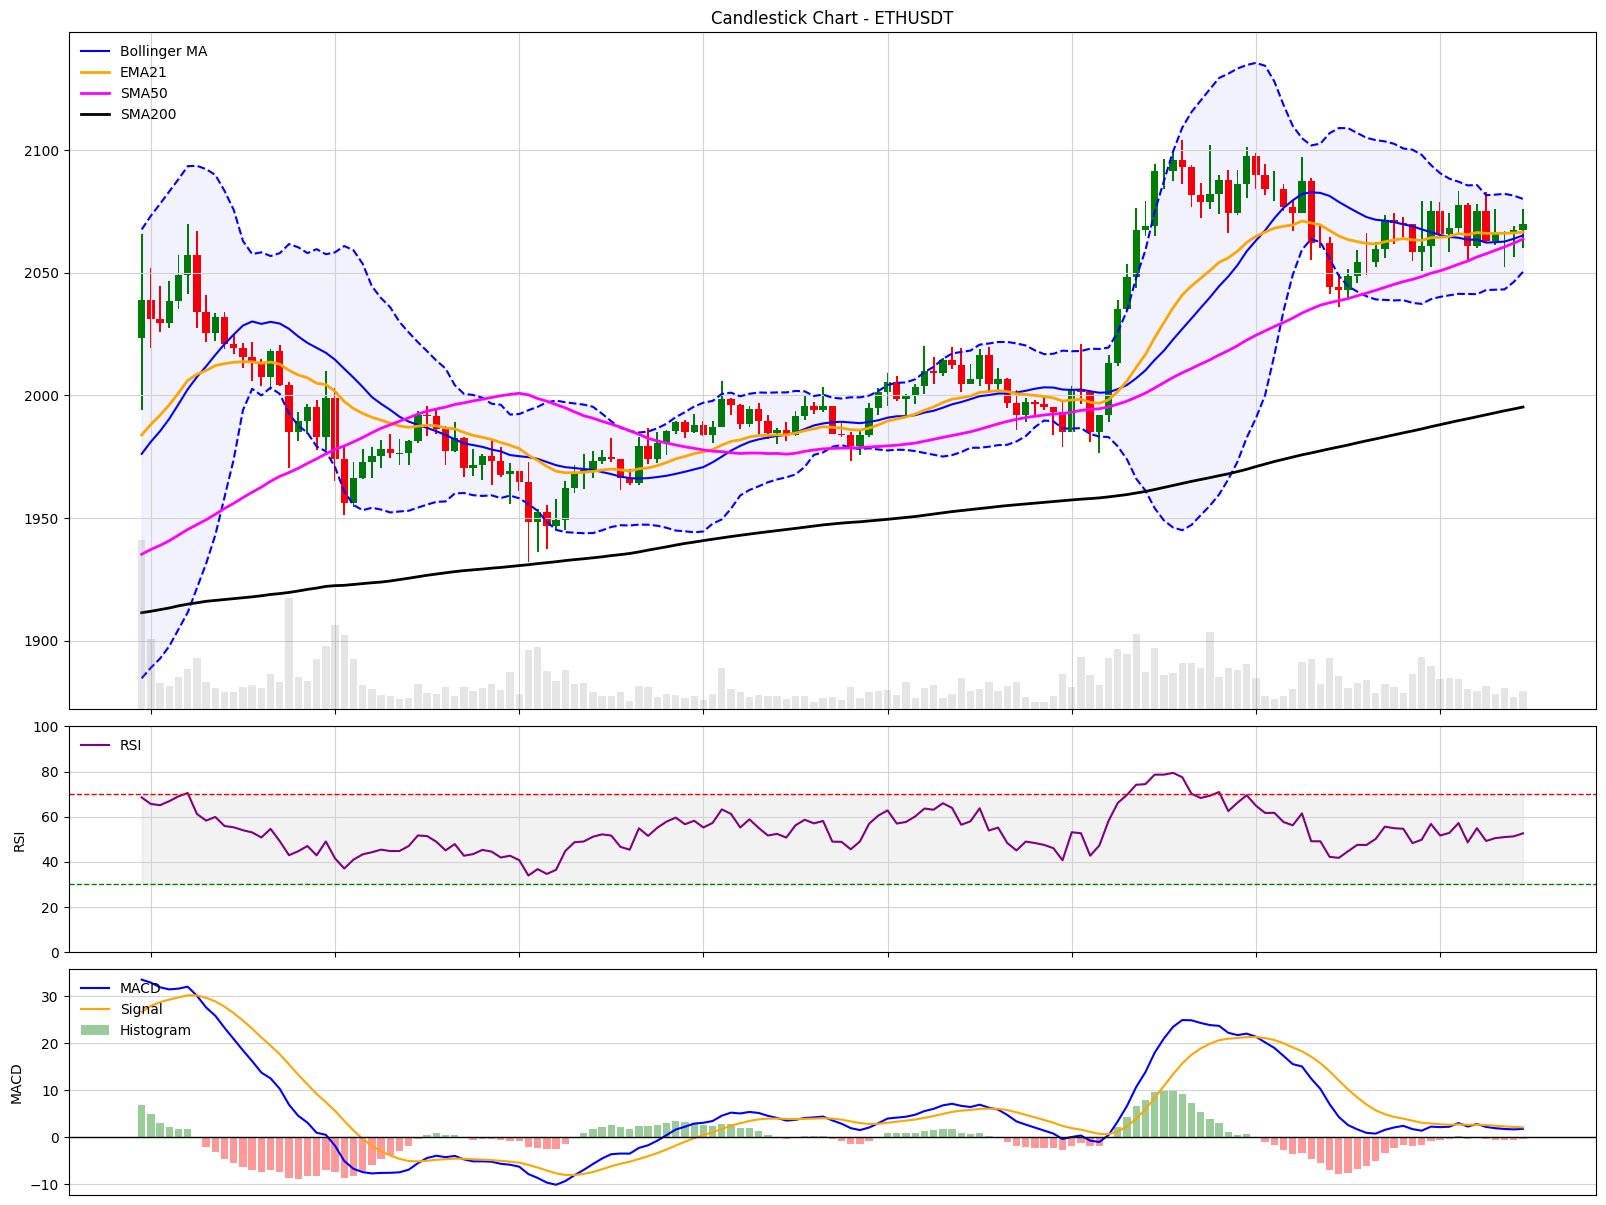 Candlestick Chart - ETHUSDT
Bollinger MA
EMA21
SMA50
SMA200
2100
2050
2000
1950
1900
RSI
100
80
60
40
20
0
RSI
MACD
Signal
Histogram
30
20
10
0
−10
MACD